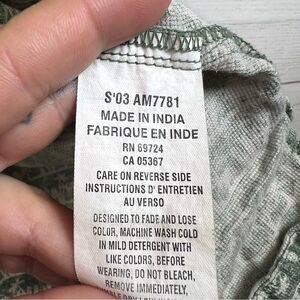 S'03 AM7781
MADE IN INDIA
FABRIQUE EN INDE
RN 69724
CA 05367
CARE ON REVERSE SIDE
INSTRUCTIONS D' ENTRETIEN
AU VERSO
DESIGNED TO FADE AND LOSE
COLOR, MACHINE WASH COLD
IN MILD DETERGENT WITH
LIKE COLORS, BEFORE
WEARING, DO NOT BLEACH,
REMOVE IMMEDIATELY,
DRY